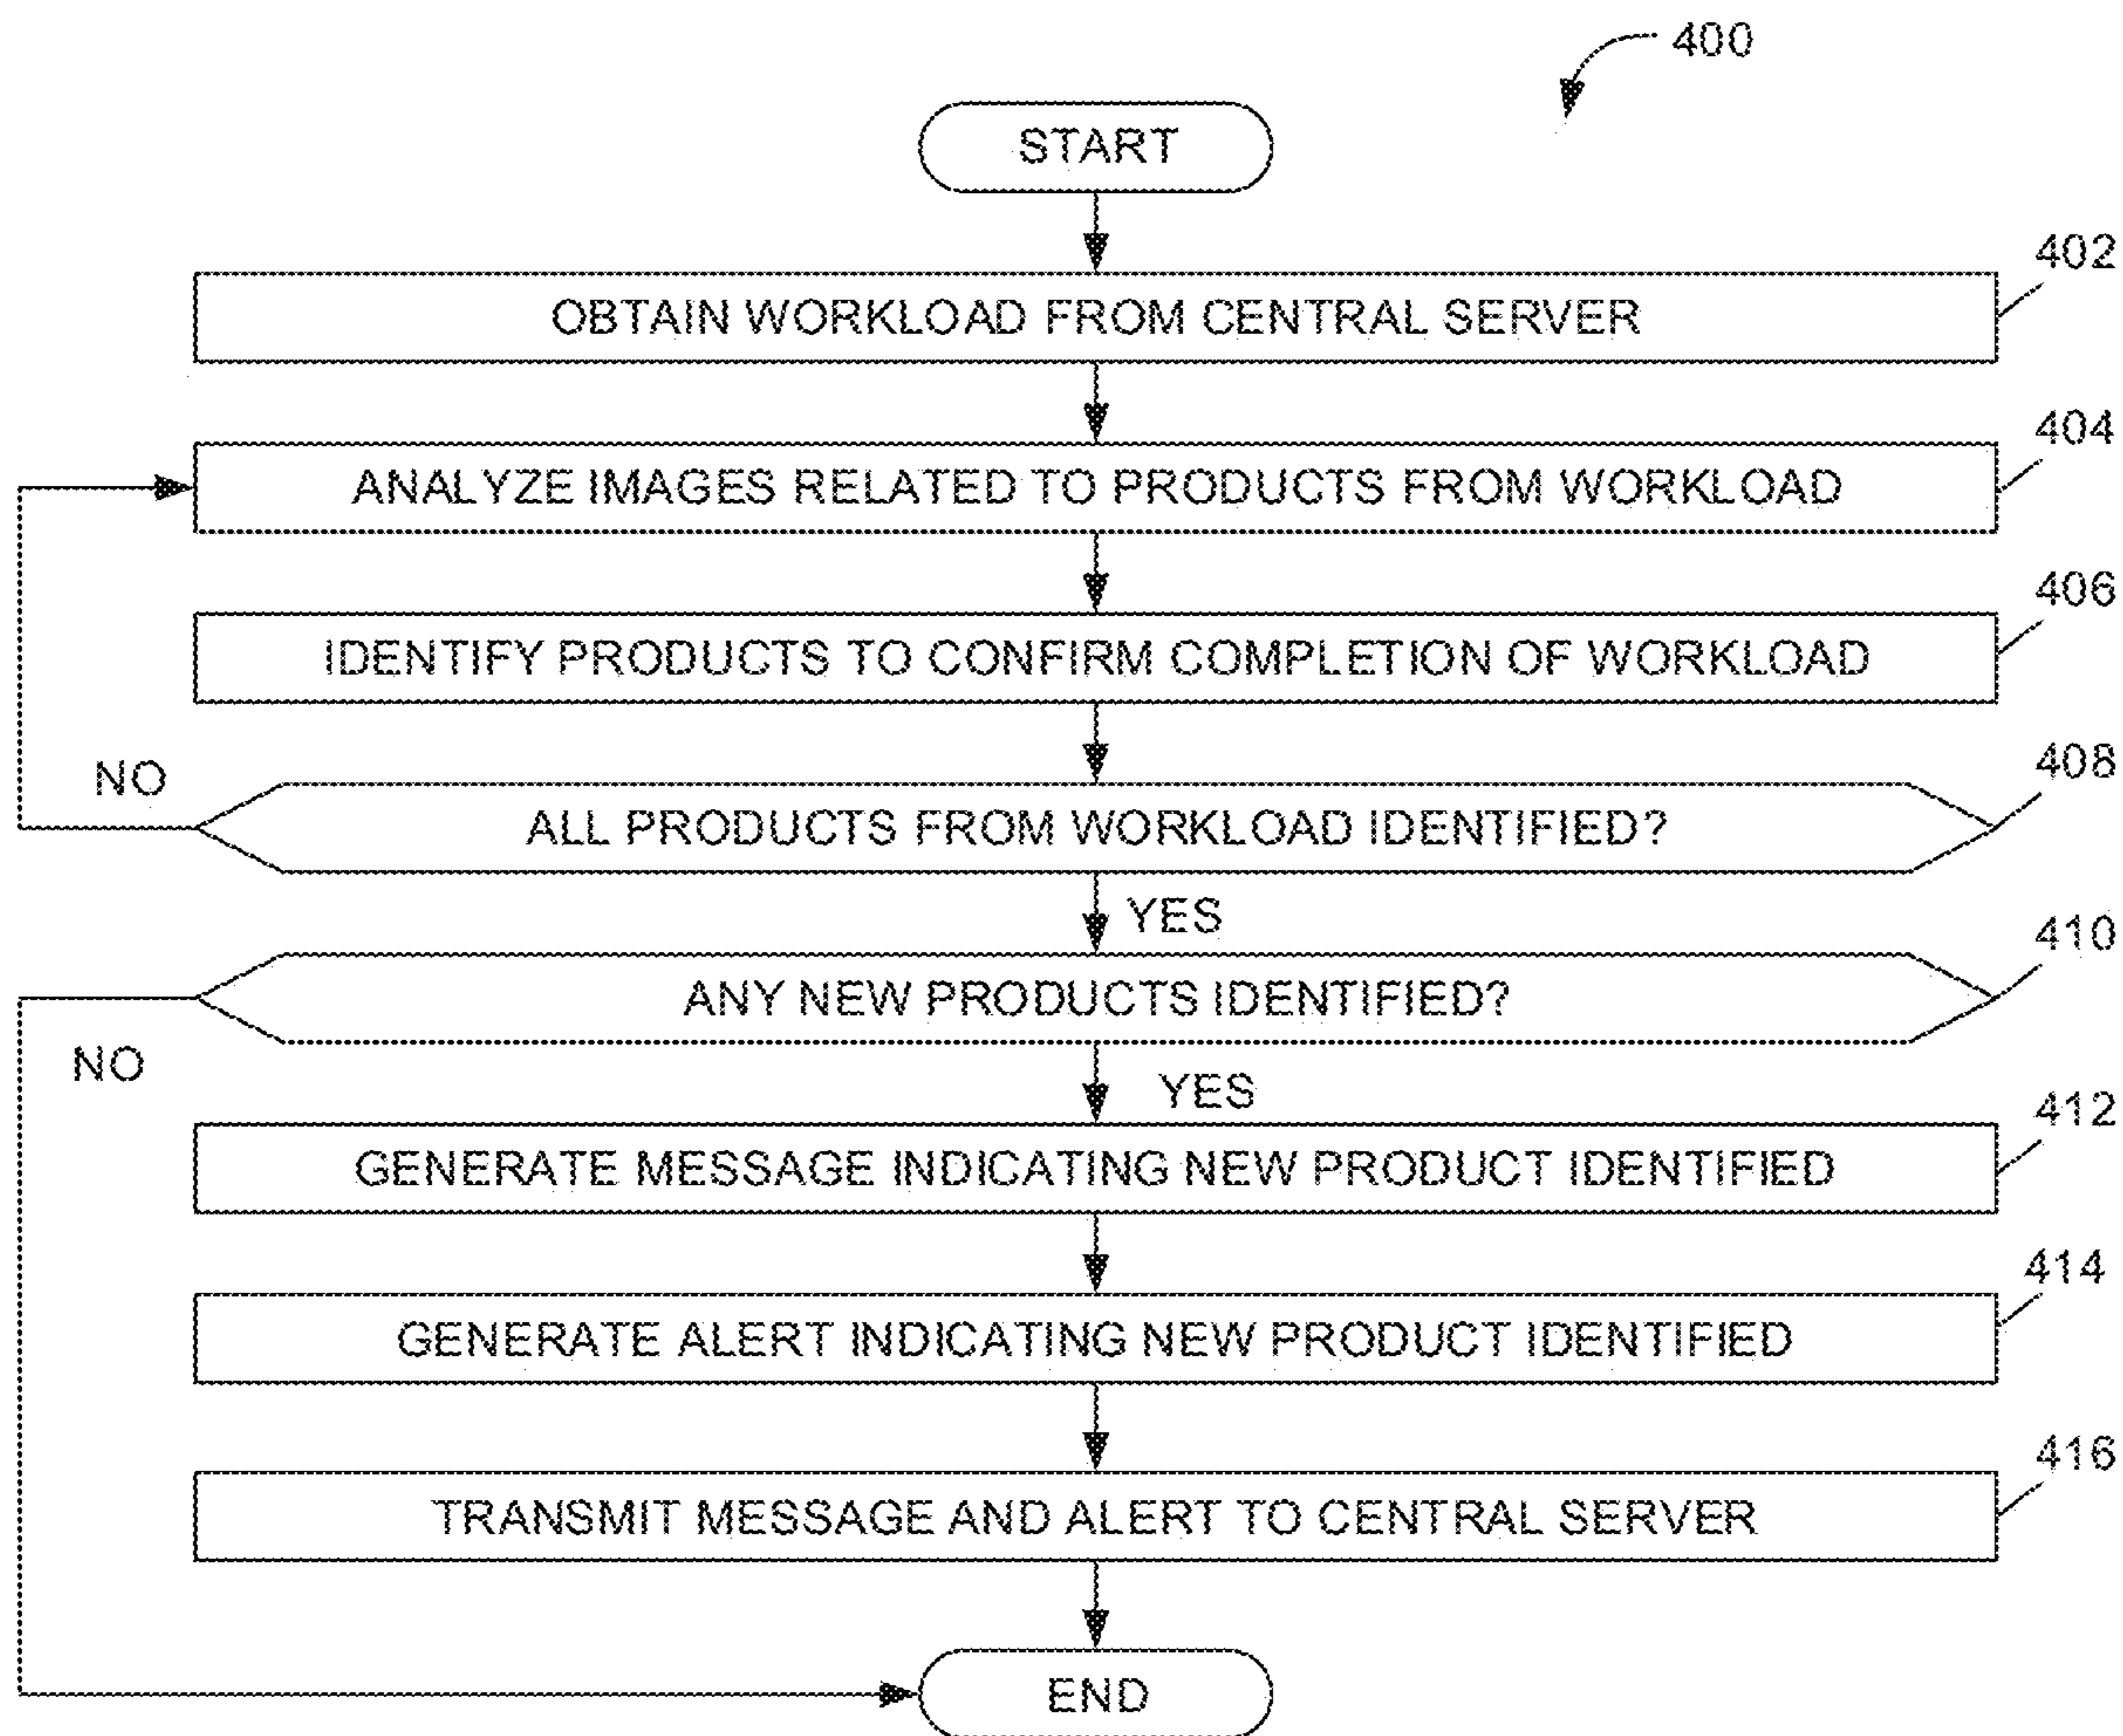 400
START
402
OBTAIN WORKLOAD FROM CENTRAL SERVER
404
ANALYZE IMAGES RELATED TO PRODUCTS FROM WORKLOAD
406
IDENTIFY PRODUCTS TO CONFIRM COMPLETION OF WORKLOAD
408
NO
ALL PRODUCTS FROM WORKLOAD IDENTIFIED?
YES
410
ANY NEW PRODUCTS IDENTIFIED?
NO
YES
412
GENERATE MESSAGE INDICATING NEW PRODUCT IDENTIFIED
414
GENERATE ALERT INDICATING NEW PRODUCT IDENTIFIED
416
TRANSMIT MESSAGE AND ALERT TO CENTRAL SERVER
END